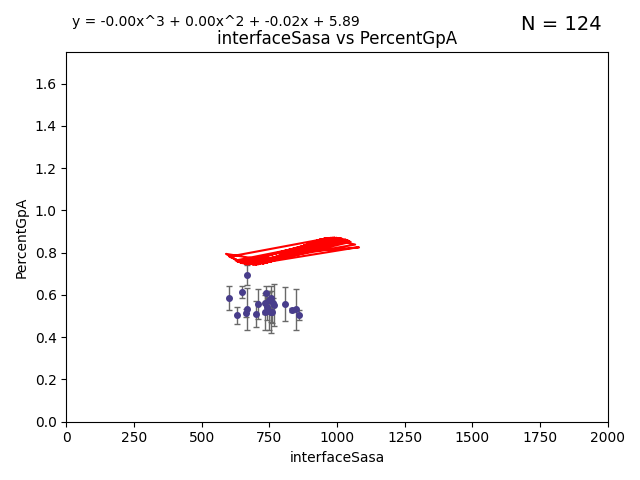 y = -0.00x^3 + 0.00x^2 + -0.02x + 5.89
N = 124
interfaceSasa vs PercentGpA
1.6
1.4
1.2
1.0
0.8
0.6
0.4
0.2
0.0
PercentGpA
0 250 500 750 1000 1250 1500 1750 2000
interfaceSasa